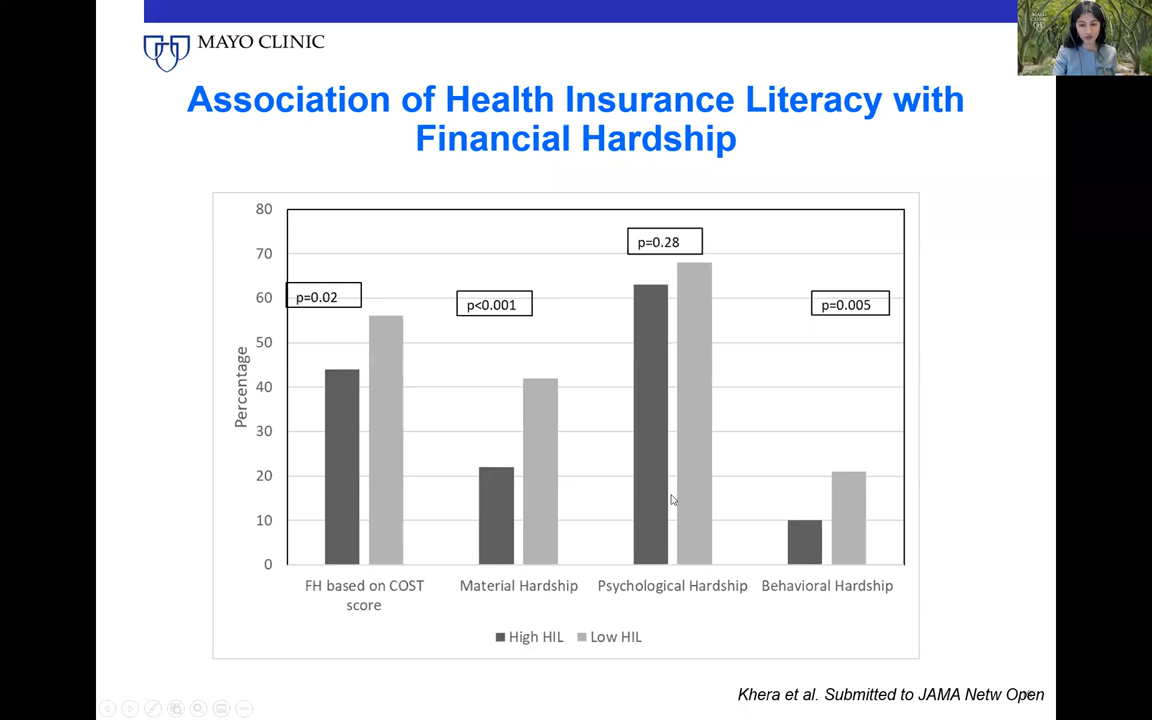 MAYO CLINIC
Association of Health Insurance Literacy with
Financial Hardship
80
70
60
50
40
30
20
10
0
Percentage
p=0.02
p<0.001
p=0.28
p=0.005
FH based on COST
score
Material Hardship
Psychological Hardship
Behavioral Hardship
High HIL
Low HIL
Khera et al. Submitted to JAMA Netw Open